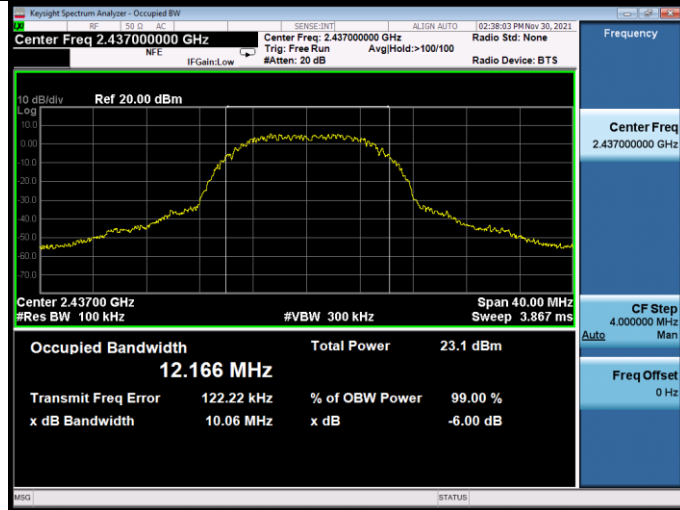 Keysight Spectrum Analyzer - Occupied BW
RF 50 Ω AC SENSE:INT ALIGN AUTO 02:38:03 PM Nov 30, 2021
Center Freq 2.437000000 GHz
NFE
IFGain:Low
Center Freq: 2.437000000 GHz
Trig: Free Run Avg|Hold:>100/100
#Atten: 20 dB
Radio Std: None
Radio Device: BTS
Frequency
10 dB/div Ref 20.00 dBm
Log
10.0
0.00
-10.0
-20.0
-30.0
-40.0
-50.0
-60.0
-70.0
Center Freq
2.437000000 GHz
Center 2.43700 GHz Span 40.00 MHz
#Res BW 100 kHz #VBW 300 kHz Sweep 3.867 ms
CF Step
4.000000 MHz
Auto Man
Occupied Bandwidth Total Power 23.1 dBm
12.166 MHz
Transmit Freq Error 122.22 kHz % of OBW Power 99.00 %
x dB Bandwidth 10.06 MHz x dB -6.00 dB
Freq Offset
0 Hz
MSG STATUS